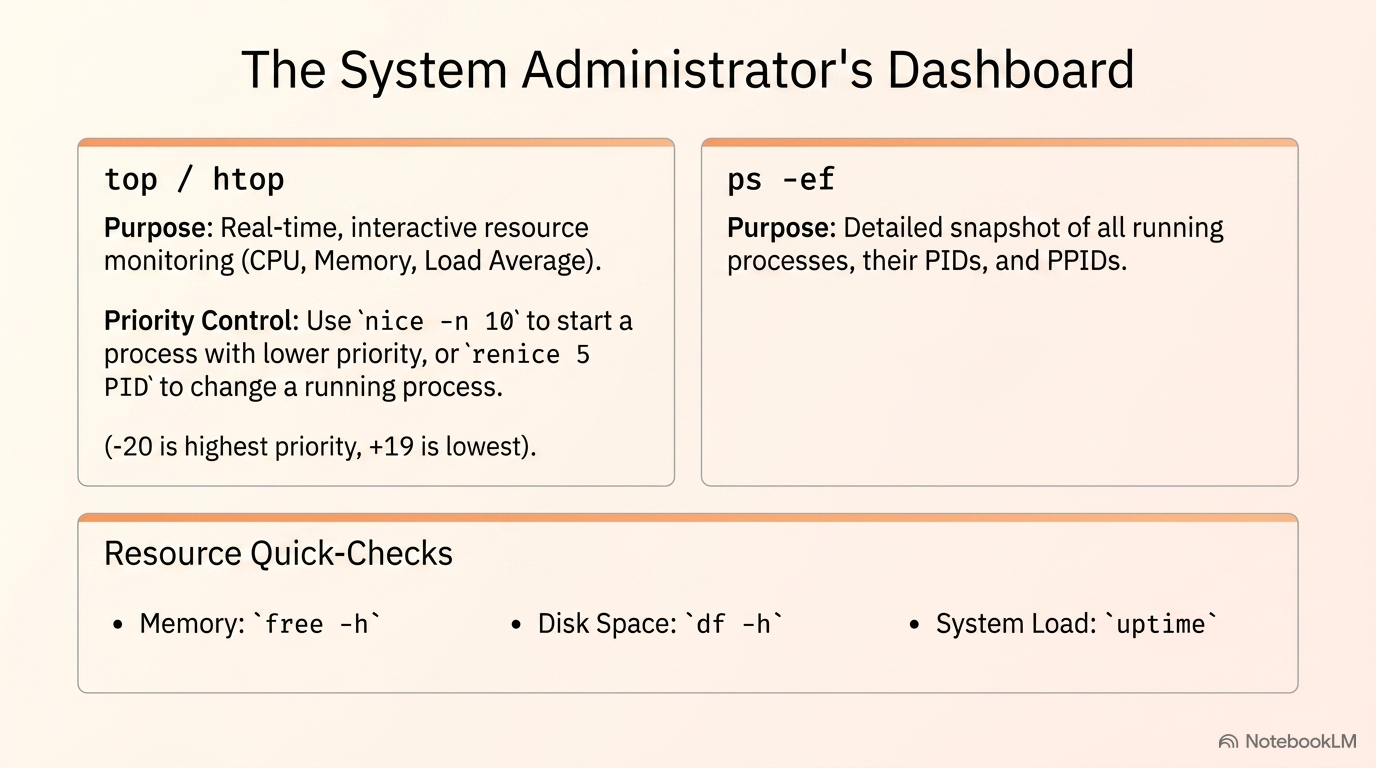 The System Administrator's Dashboard
top / htop
Purpose: Real-time, interactive resource
monitoring (CPU, Memory, Load Average).
Priority Control: Use `nice -n 10` to start a
process with lower priority, or `renice 5
PID` to change a running process.
(-20 is highest priority, +19 is lowest).
ps -ef
Purpose: Detailed snapshot of all running
processes, their PIDs, and PPIDs.
Resource Quick-Checks
• Memory: `free -h`
• Disk Space: `df -h`
• System Load: `uptime`
NotebookLM